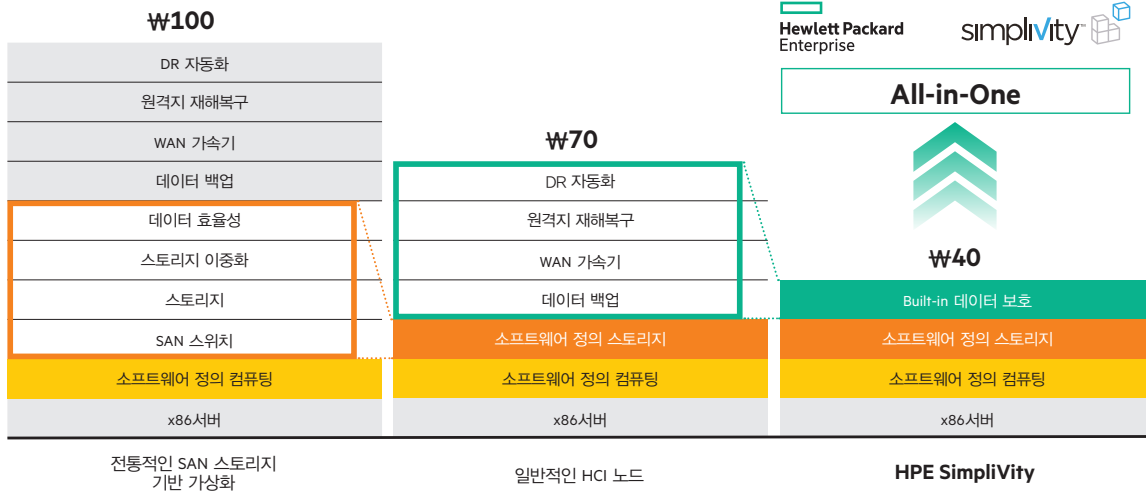 ₩100
DR 자동화
원격지 재해복구
WAN 가속기
데이터 백업
데이터 효율성
스토리지 이중화
스토리지
SAN 스위치
소프트웨어 정의 컴퓨팅
x86서버
전통적인 SAN 스토리지
기반 가상화
₩70
DR 자동화
원격지 재해복구
WAN 가속기
데이터 백업
소프트웨어 정의 스토리지
소프트웨어 정의 컴퓨팅
x86서버
일반적인 HCI 노드
Hewlett Packard
Enterprise
simplivity™
All-in-One
₩40
Built-in 데이터 보호
소프트웨어 정의 스토리지
소프트웨어 정의 컴퓨팅
x86서버
HPE SimpliVity